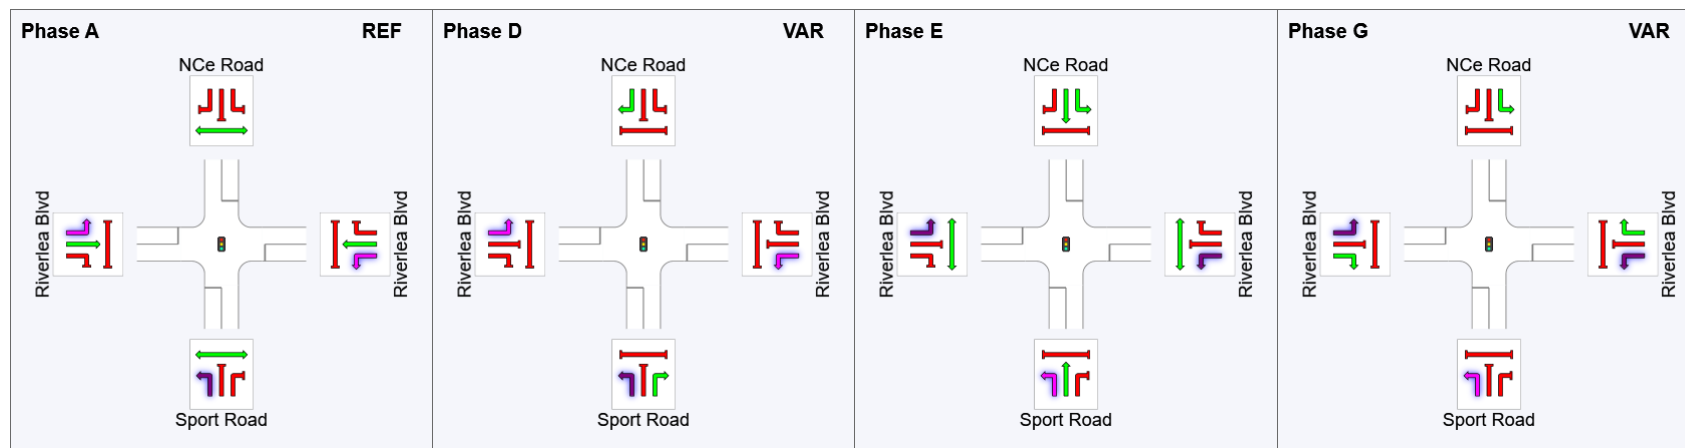 Phase A REF
NCe Road
Riverlea Blvd
Riverlea Blvd
Sport Road
Phase D VAR
NCe Road
Riverlea Blvd
Riverlea Blvd
Sport Road
Phase E
NCe Road
Riverlea Blvd
Riverlea Blvd
Sport Road
Phase G VAR
NCe Road
Riverlea Blvd
Riverlea Blvd
Sport Road